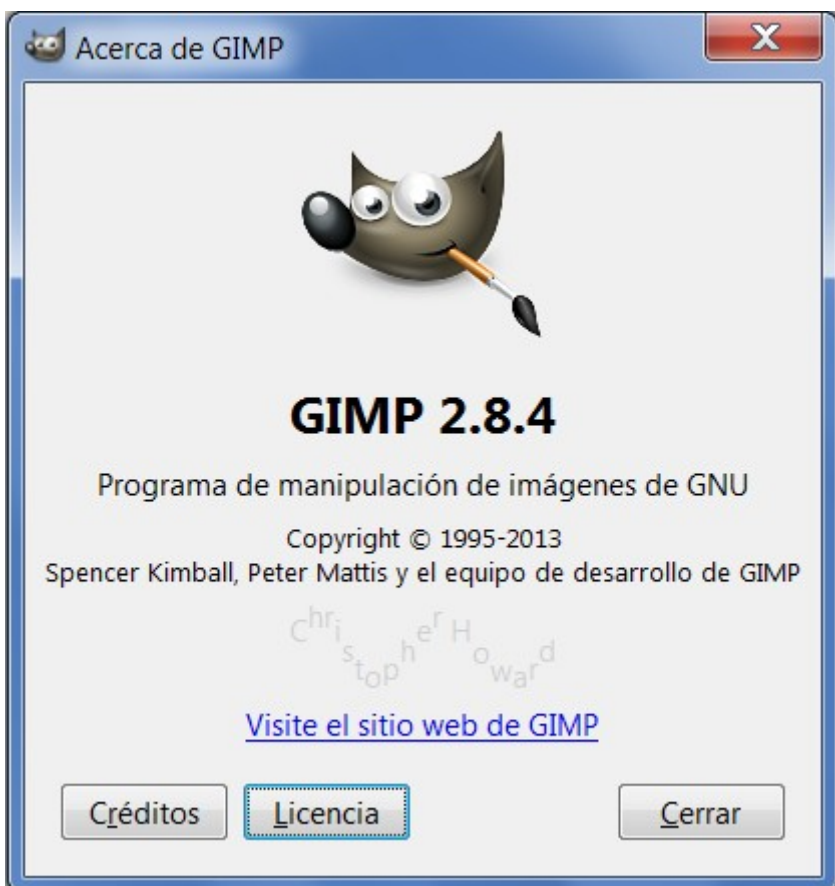 Acerca de GIMP
GIMP 2.8.4
Programa de manipulación de imágenes de GNU
Copyright © 1995-2013
Spencer Kimball, Peter Mattis y el equipo de desarrollo de GIMP
Christopher Howard
Visite el sitio web de GIMP
Créditos
Licencia
Cerrar